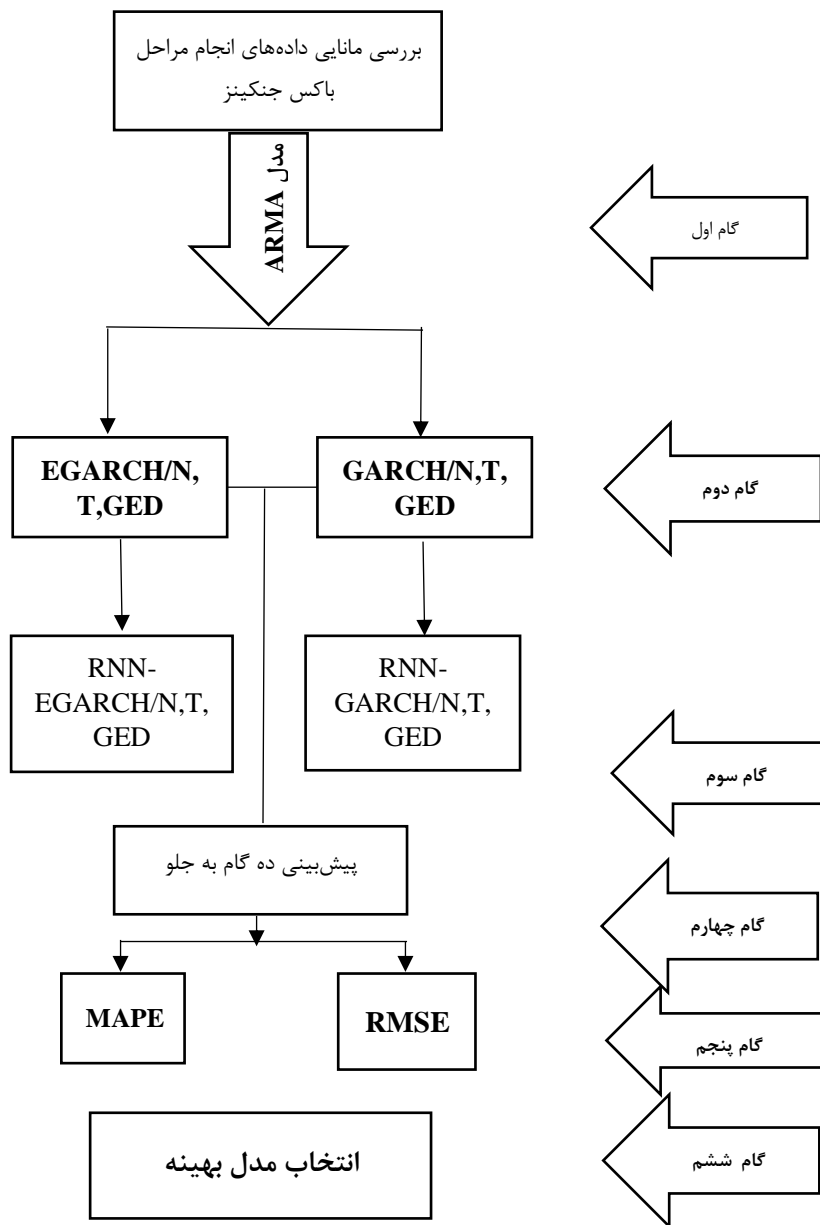 بررسی مانایی داده‌های انجام مراحل
باکس جنکینز
مدل ARMA
گام اول
EGARCH/N,
T,GED
GARCH/N,T,
GED
گام دوم
RNN-
EGARCH/N,T,
GED
RNN-
GARCH/N,T,
GED
گام سوم
پیش‌بینی ده گام به جلو
گام چهارم
MAPE
RMSE
گام پنجم
انتخاب مدل بهینه
گام ششم